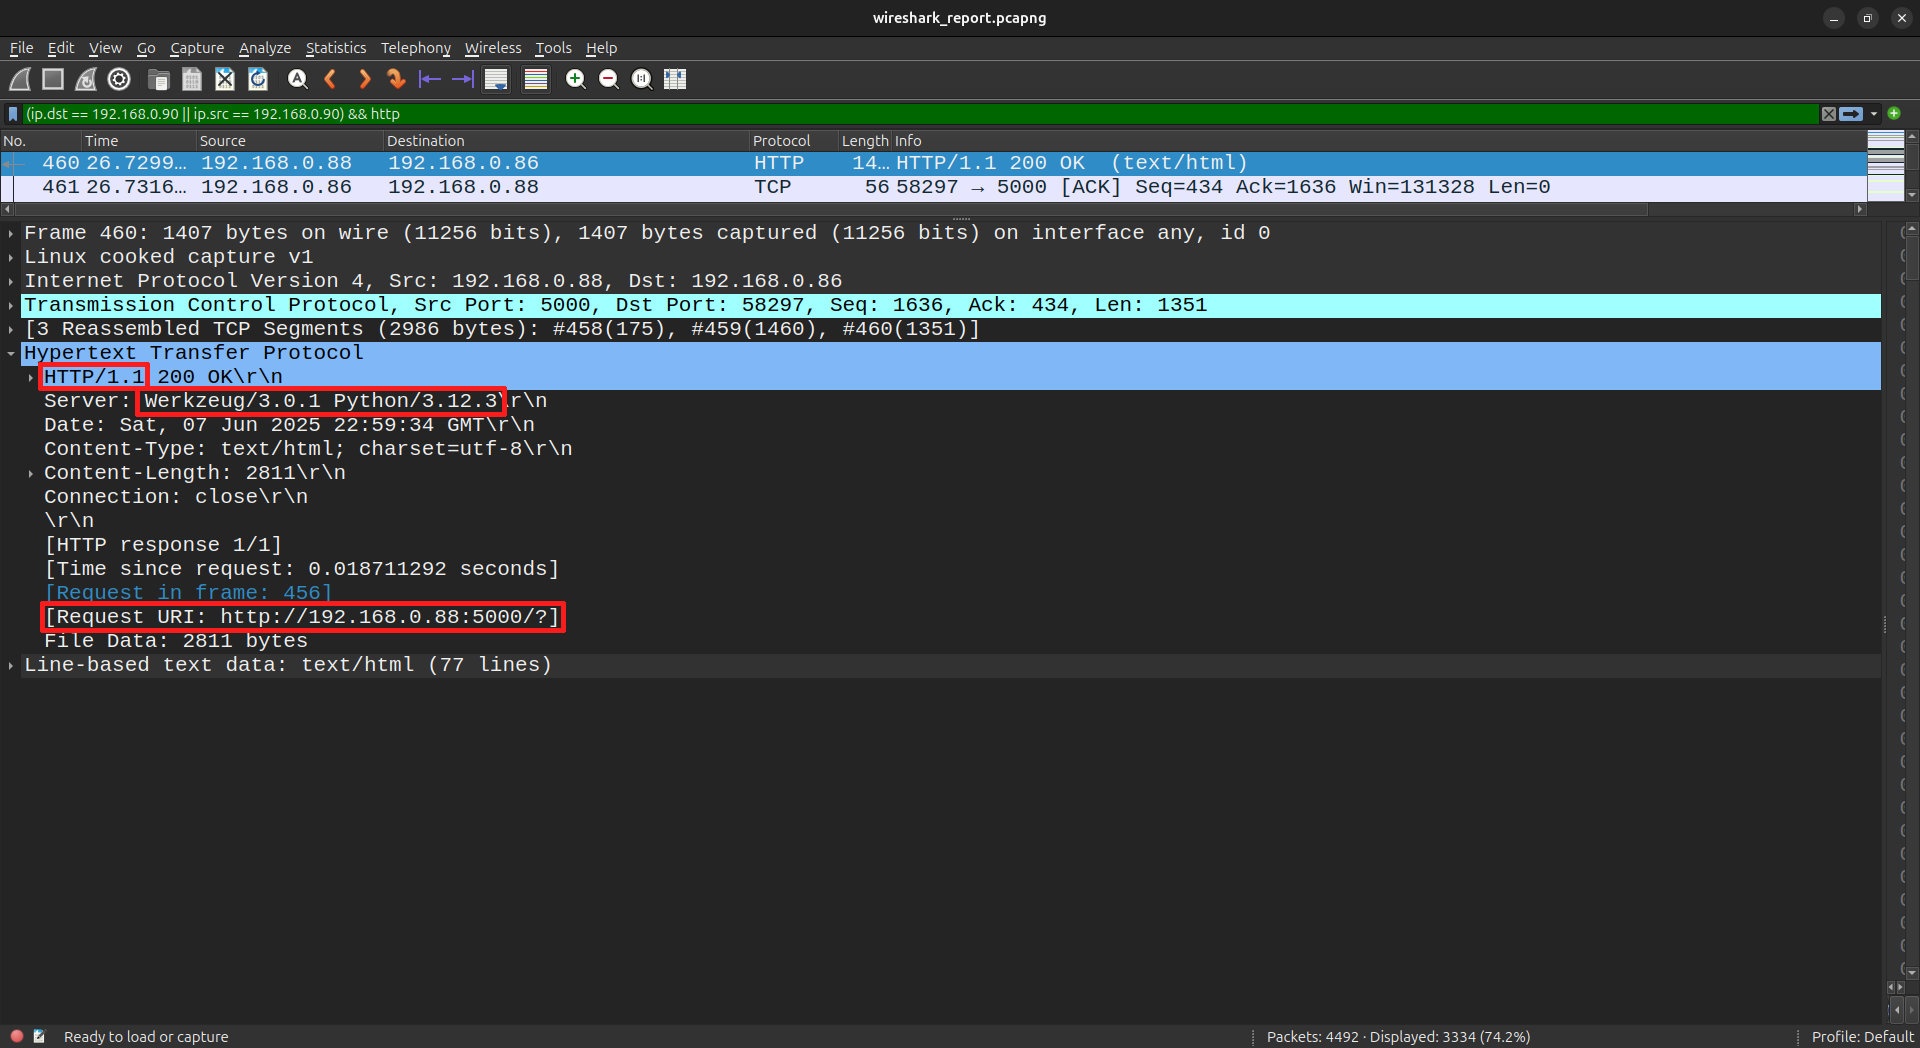 wireshark_report.pcapng
File Edit View Go Capture Analyze Statistics Telephony Wireless Tools Help
(ip.dst == 192.168.0.90 || ip.src == 192.168.0.90) && http
No. Time Source Destination Protocol Length Info
460 26.7299… 192.168.0.88 192.168.0.86 HTTP 14… HTTP/1.1 200 OK (text/html)
461 26.7316… 192.168.0.86 192.168.0.88 TCP 56 58297 → 5000 [ACK] Seq=434 Ack=1636 Win=131328 Len=0
Frame 460: 1407 bytes on wire (11256 bits), 1407 bytes captured (11256 bits) on interface any, id 0
Linux cooked capture v1
Internet Protocol Version 4, Src: 192.168.0.88, Dst: 192.168.0.86
Transmission Control Protocol, Src Port: 5000, Dst Port: 58297, Seq: 1636, Ack: 434, Len: 1351
[3 Reassembled TCP Segments (2986 bytes): #458(175), #459(1460), #460(1351)]
Hypertext Transfer Protocol
HTTP/1.1 200 OK\r\n
Server: Werkzeug/3.0.1 Python/3.12.3\r\n
Date: Sat, 07 Jun 2025 22:59:34 GMT\r\n
Content-Type: text/html; charset=utf-8\r\n
Content-Length: 2811\r\n
Connection: close\r\n
\r\n
[HTTP response 1/1]
[Time since request: 0.018711292 seconds]
[Request in frame: 456]
[Request URI: http://192.168.0.88:5000/?]
File Data: 2811 bytes
Line-based text data: text/html (77 lines)
Ready to load or capture
Packets: 4492 · Displayed: 3334 (74.2%)
Profile: Default